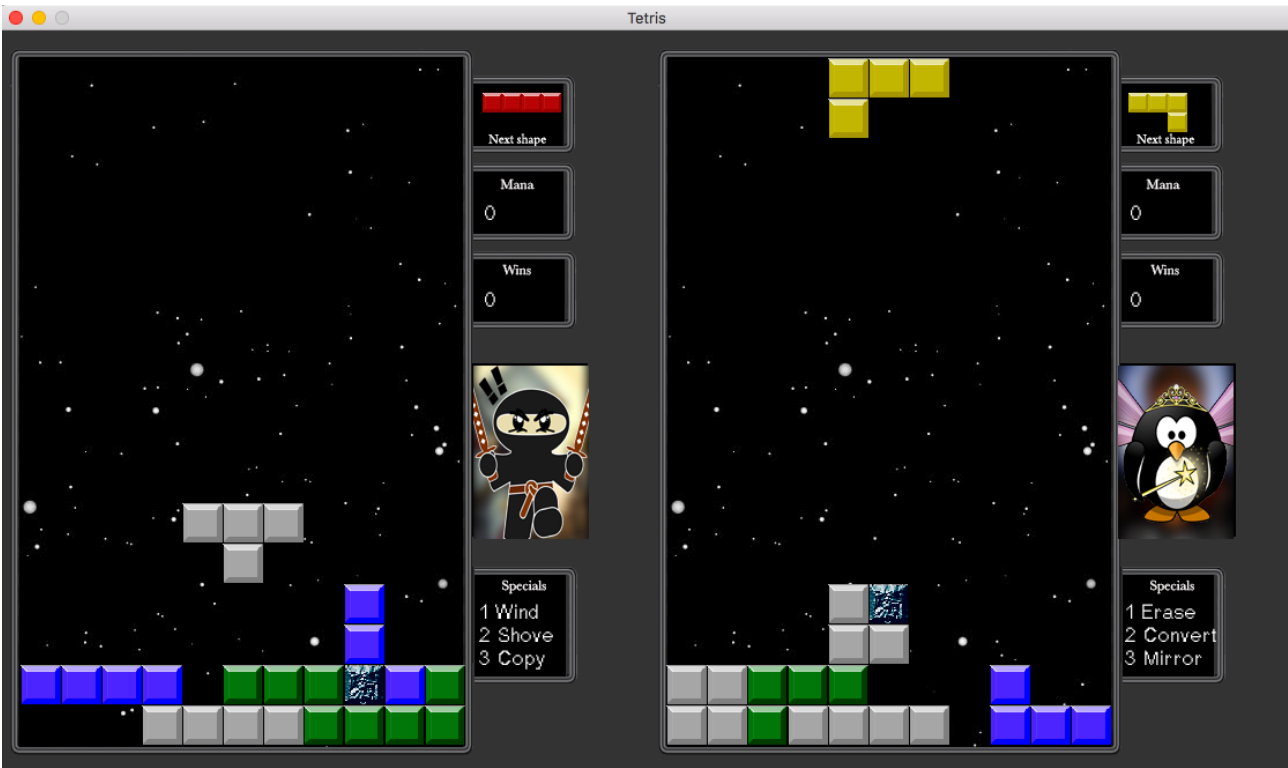 Tetris
Next shape
Mana
0
Wins
0
!!
Specials
1 Wind
2 Shove
3 Copy
Next shape
Mana
0
Wins
0
Specials
1 Erase
2 Convert
3 Mirror